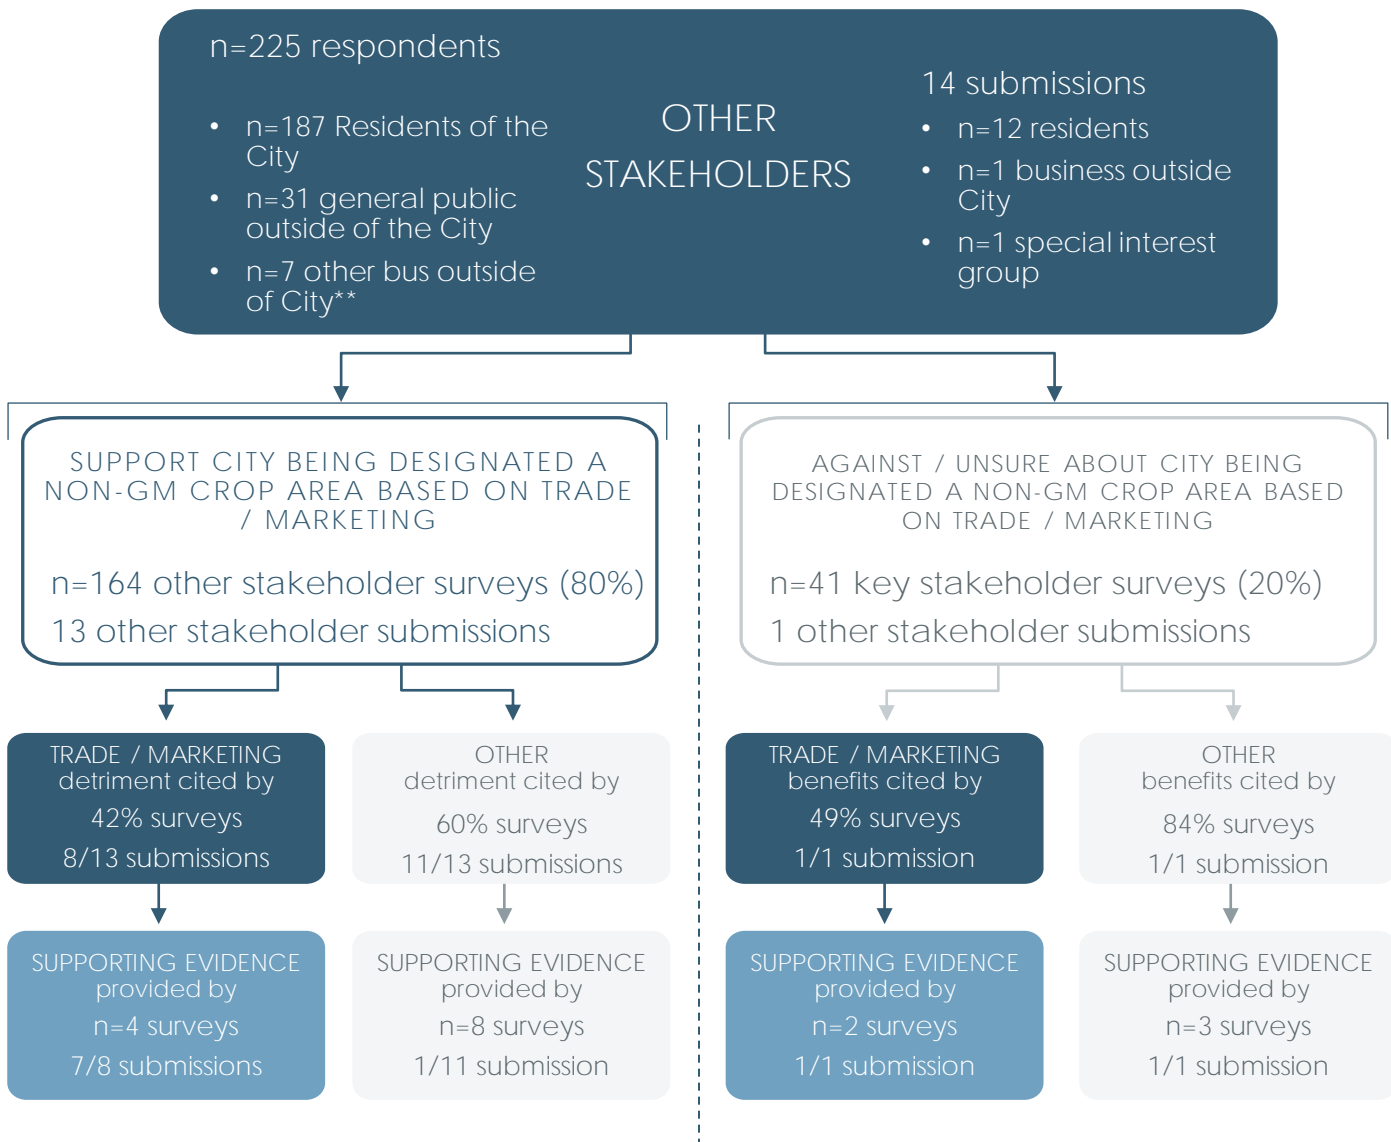 n=225 respondents
• n=187 Residents of the
City
• n=31 general public
outside of the City
• n=7 other bus outside
of City**
OTHER
STAKEHOLDERS
14 submissions
• n=12 residents
• n=1 business outside
City
• n=1 special interest
group
SUPPORT CITY BEING DESIGNATED A
NON-GM CROP AREA BASED ON TRADE
/ MARKETING
n=164 other stakeholder surveys (80%)
13 other stakeholder submissions
AGAINST / UNSURE ABOUT CITY BEING
DESIGNATED A NON-GM CROP AREA BASED
ON TRADE / MARKETING
n=41 key stakeholder surveys (20%)
1 other stakeholder submissions
TRADE / MARKETING
detriment cited by
42% surveys
8/13 submissions
OTHER
detriment cited by
60% surveys
11/13 submissions
TRADE / MARKETING
benefits cited by
49% surveys
1/1 submission
OTHER
benefits cited by
84% surveys
1/1 submission
SUPPORTING EVIDENCE
provided by
n=4 surveys
7/8 submissions
SUPPORTING EVIDENCE
provided by
n=8 surveys
1/11 submission
SUPPORTING EVIDENCE
provided by
n=2 surveys
1/1 submission
SUPPORTING EVIDENCE
provided by
n=3 surveys
1/1 submission